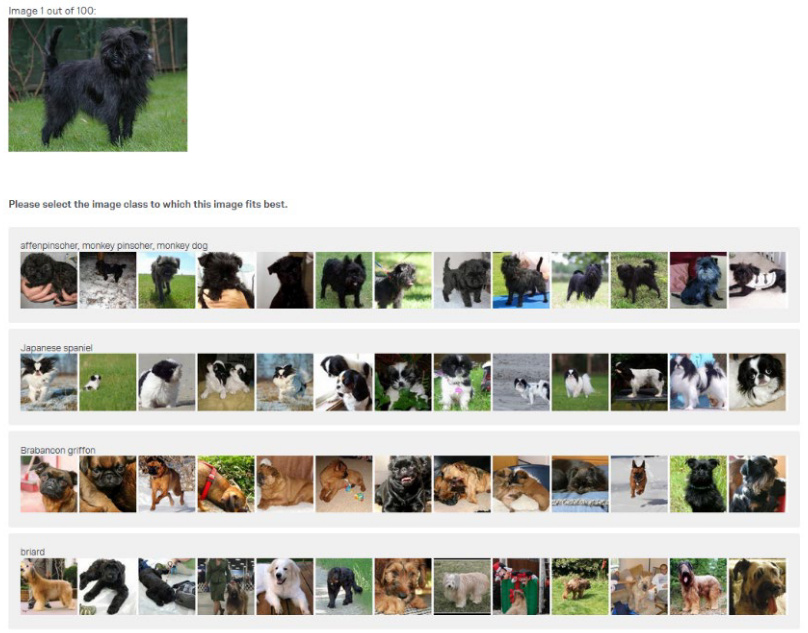 Image 1 out of 100:
Please select the image class to which this image fits best.
affenpinscher, monkey pinscher, monkey dog
Japanese spaniel
Brabancon griffon
briard